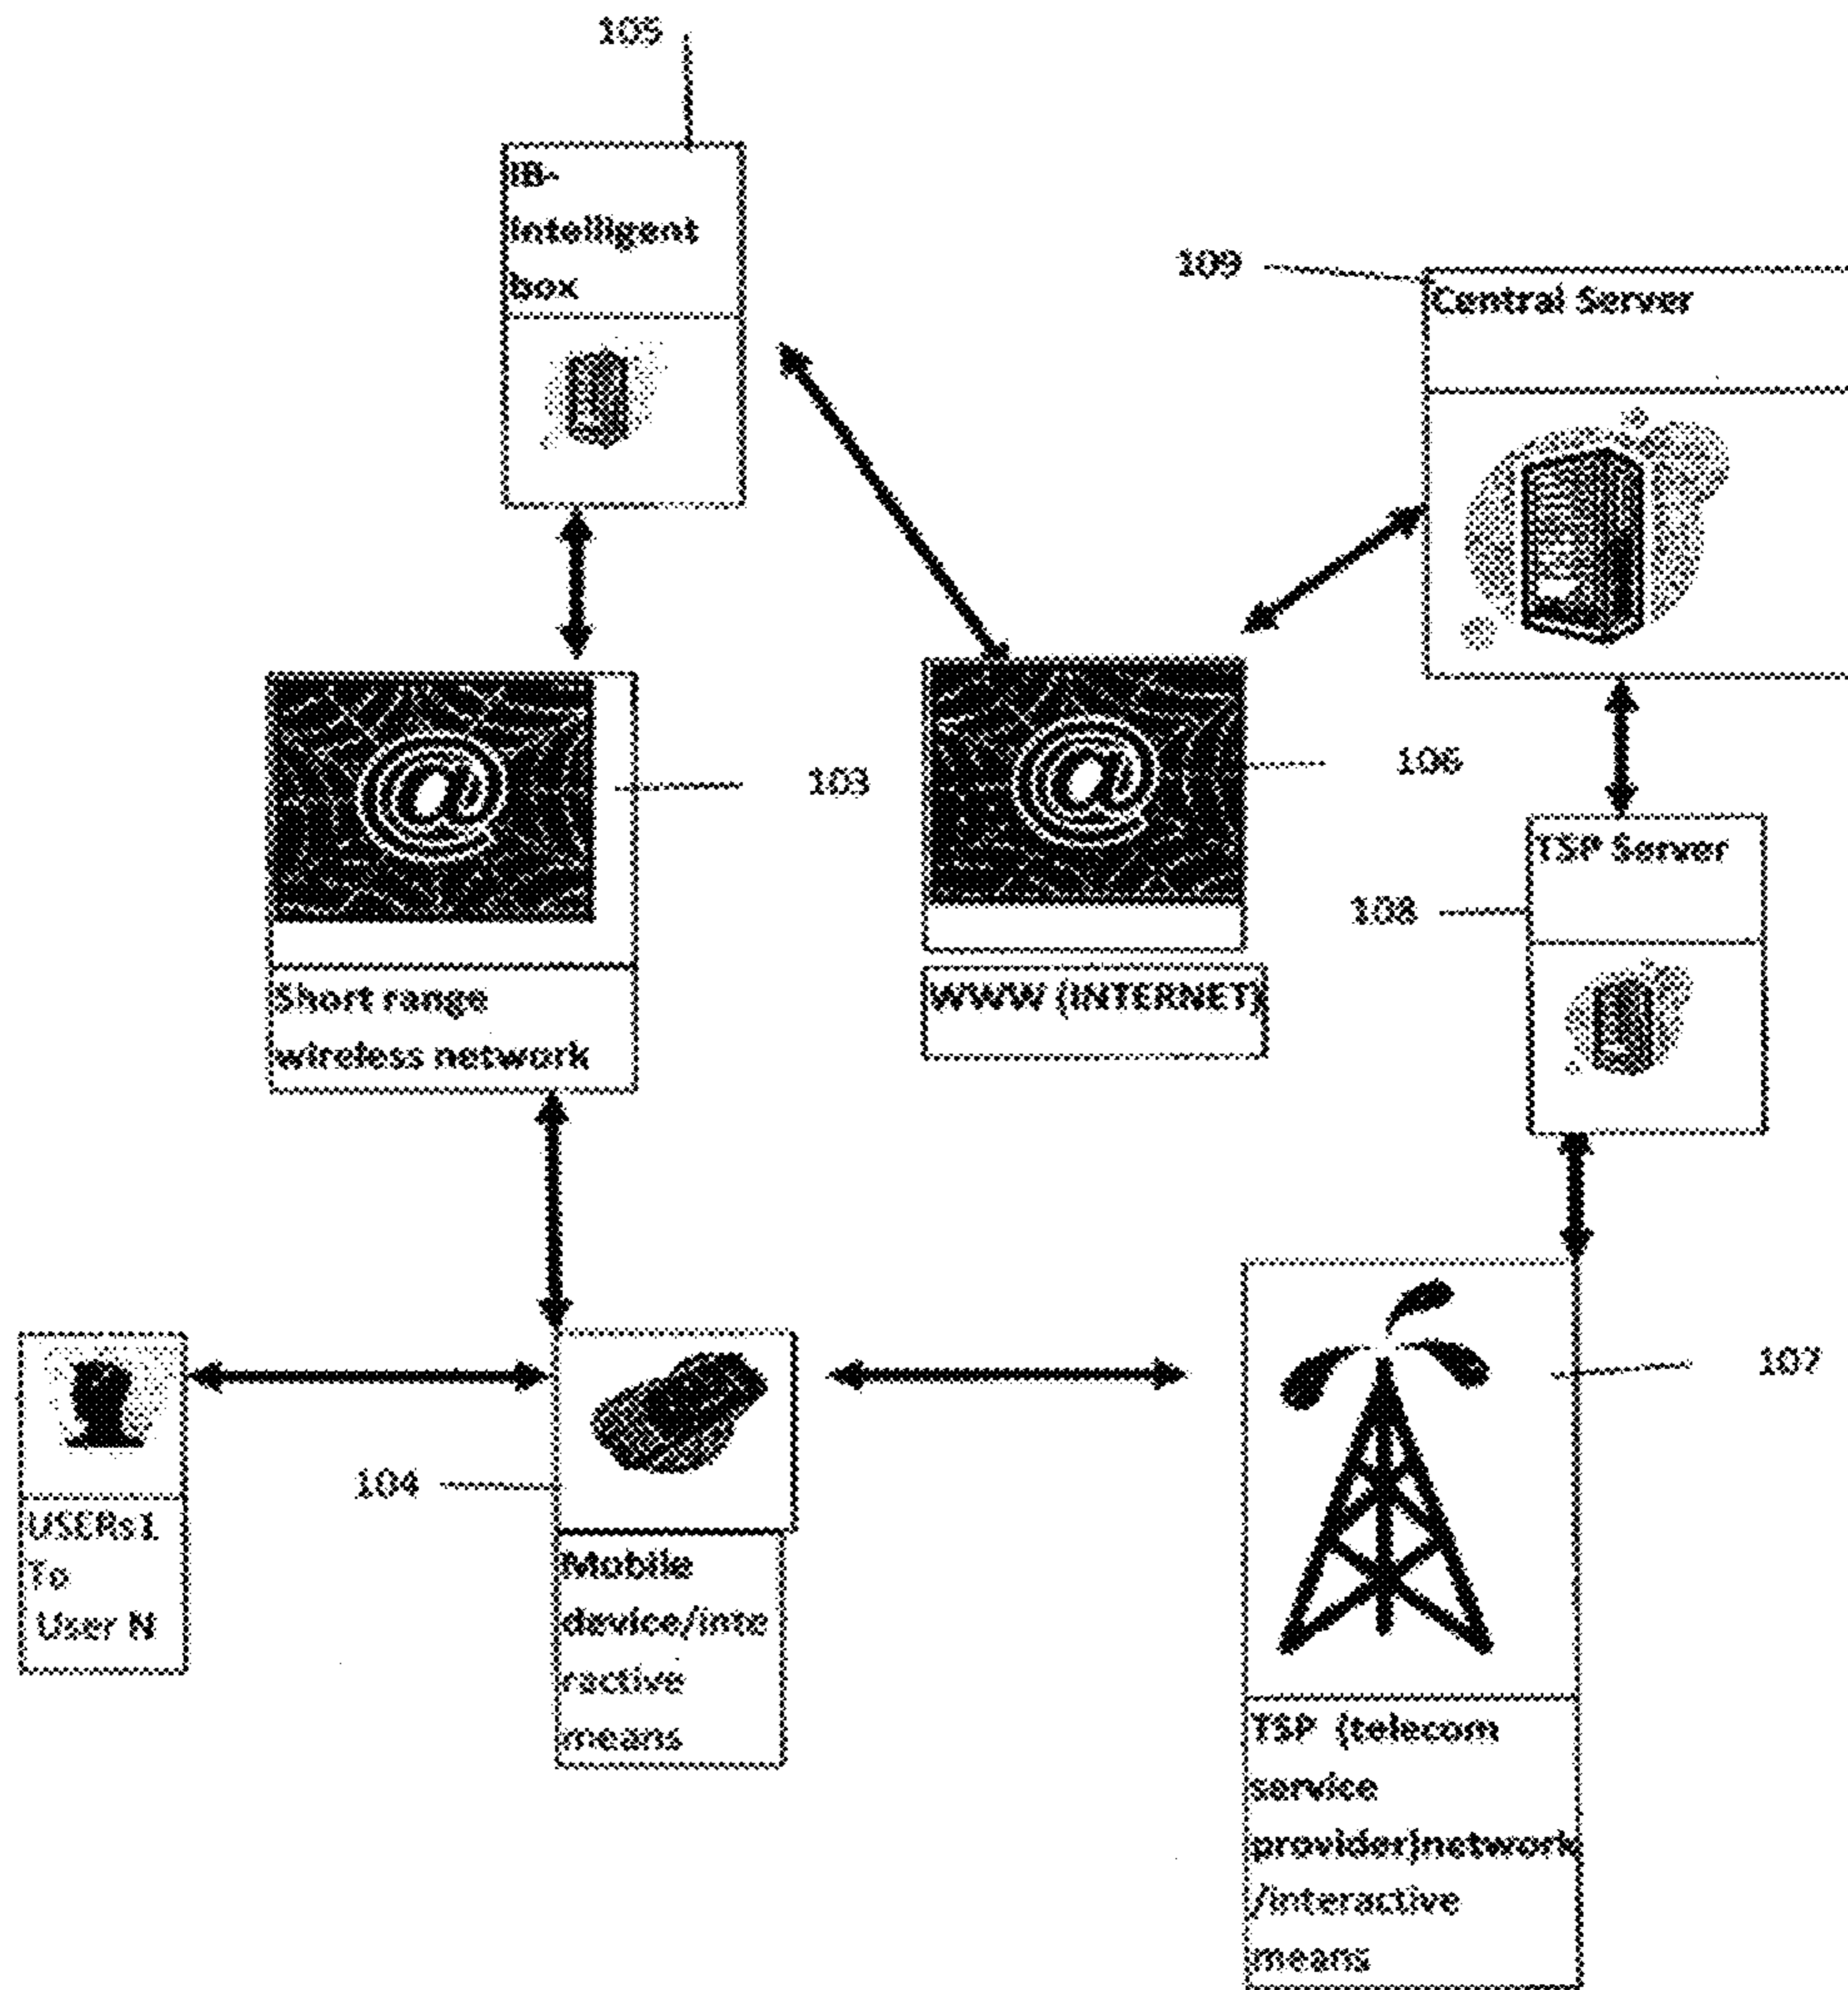 105
IB-
Intelligent
box
109
Central Server
103
106
TSP Server
108
Short range
wireless network
WWW (INTERNET)
107
104
USERs1
To
User N
Mobile
device/inte
ractive
means
TSP (telecom
service
provider)network
/interactive
means